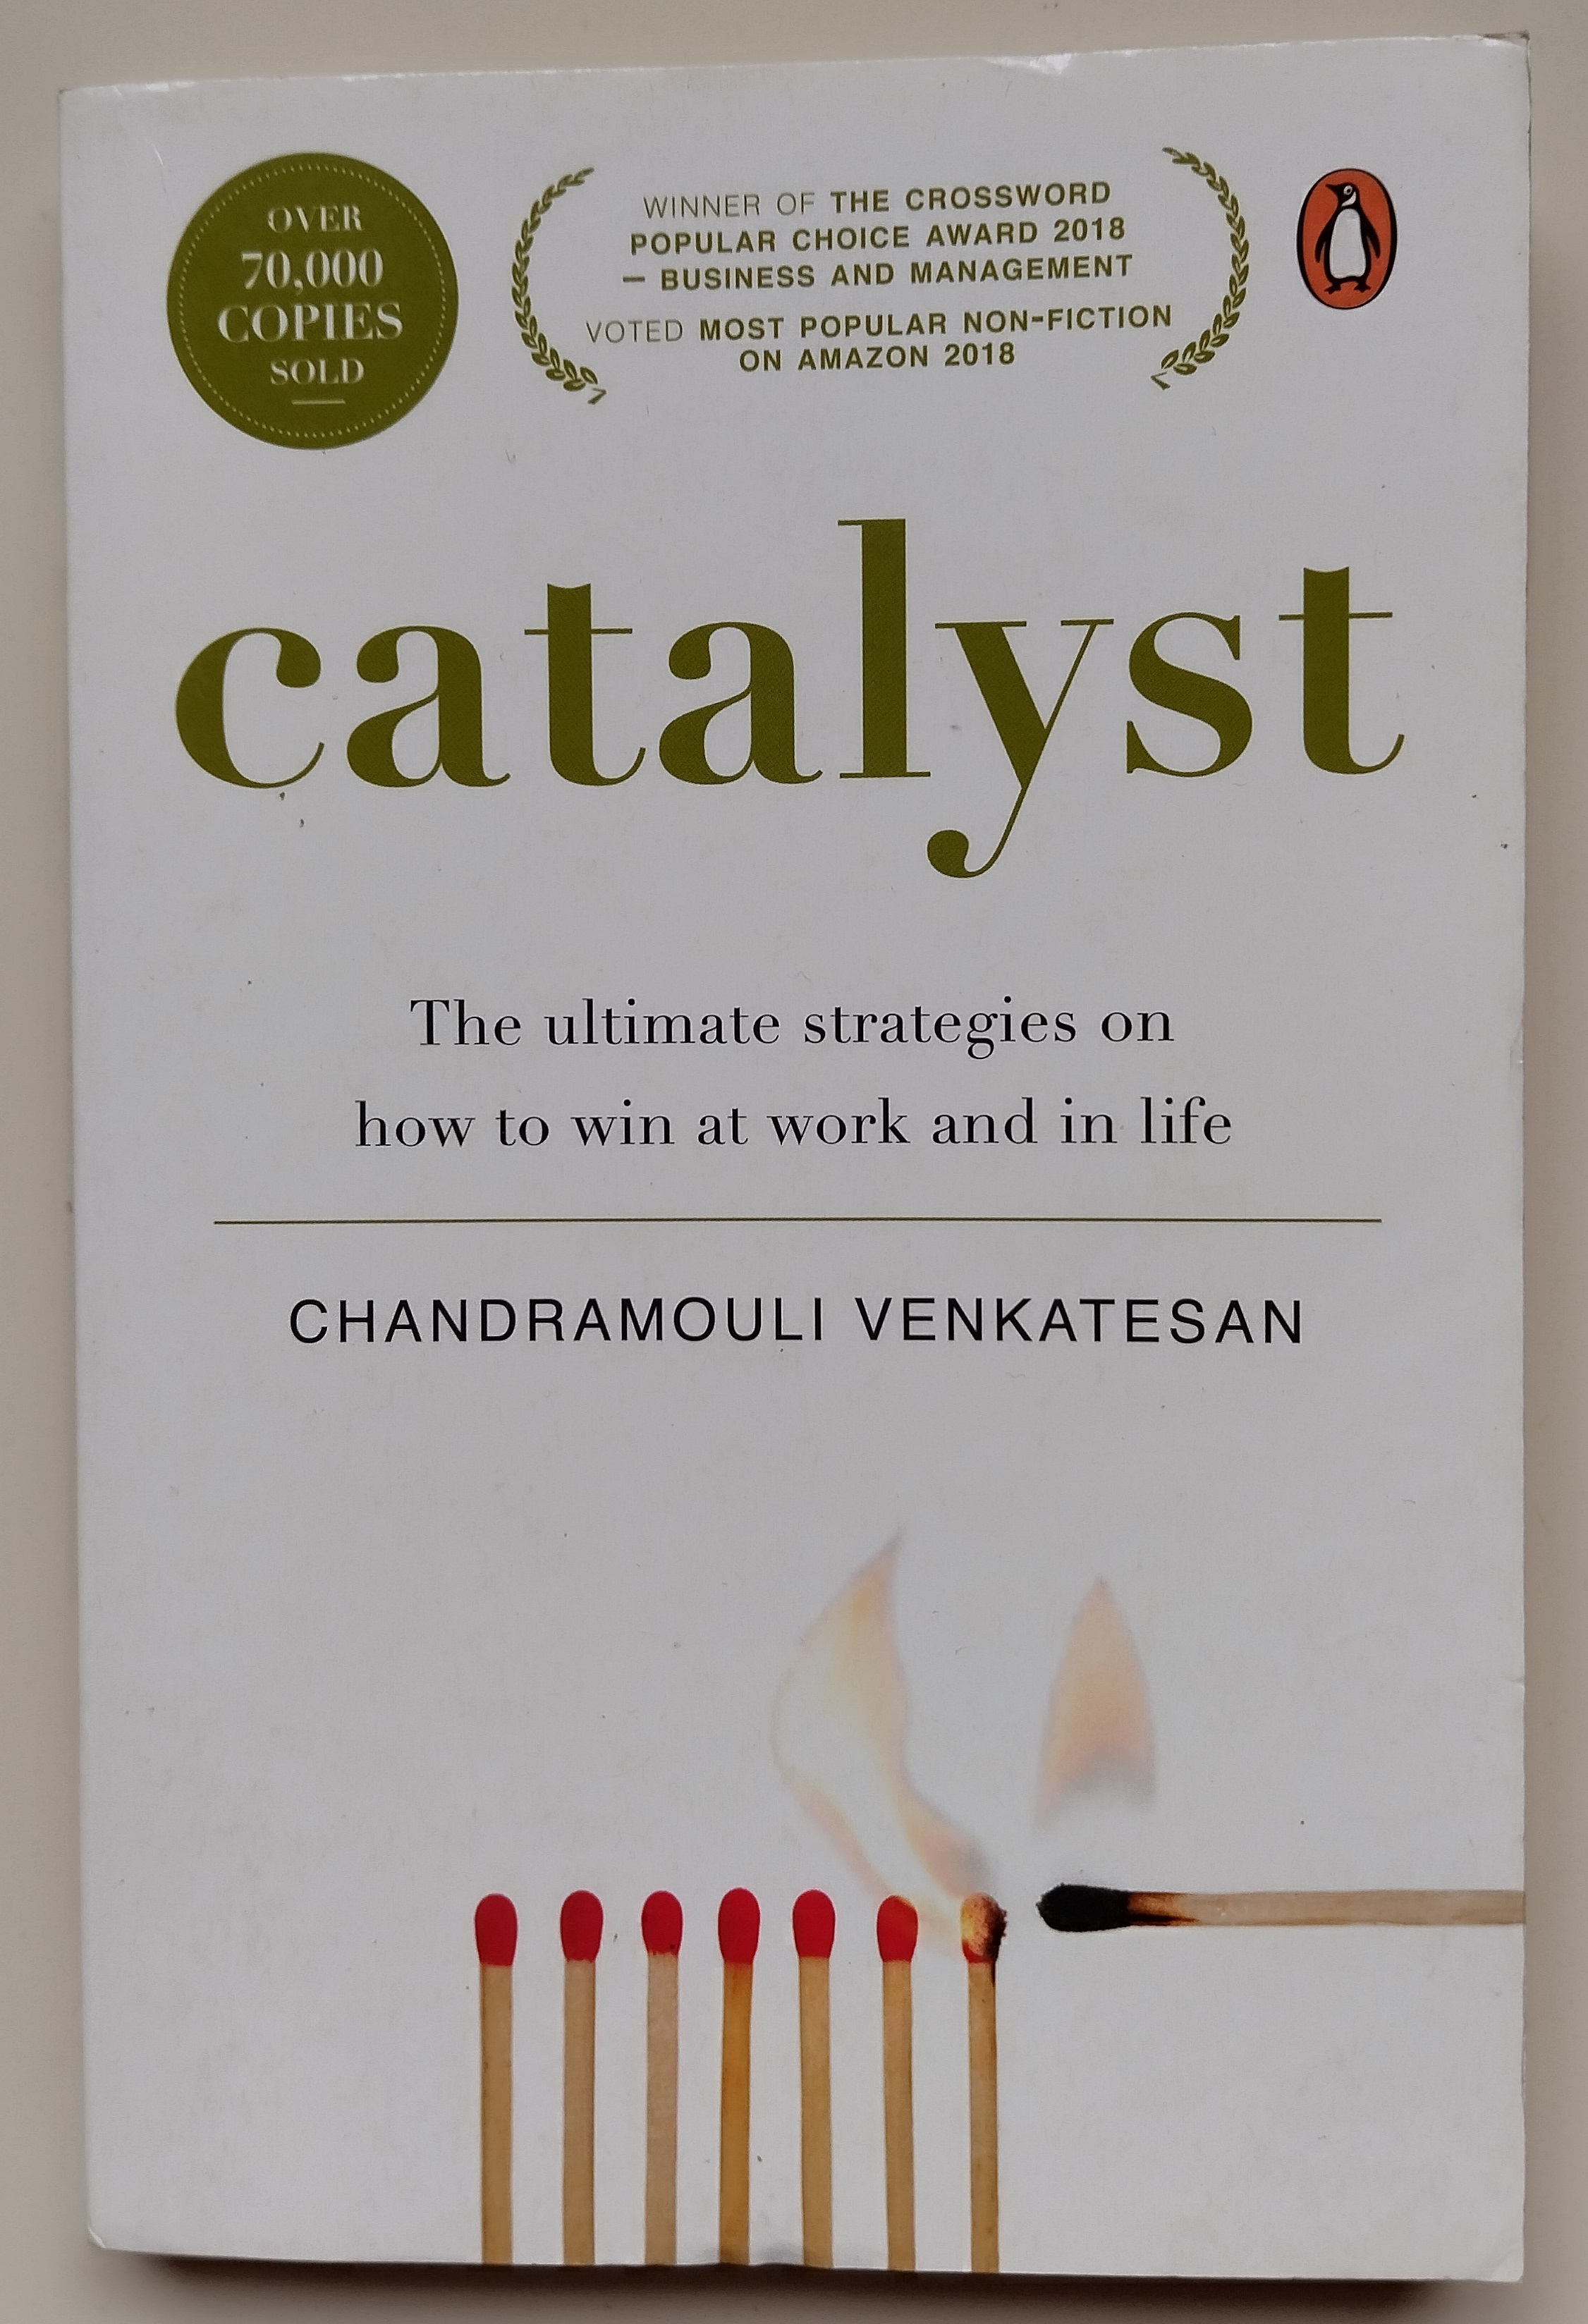 OVER
70,000
COPIES
SOLD
WINNER OF THE CROSSWORD
POPULAR CHOICE AWARD 2018
— BUSINESS AND MANAGEMENT
VOTED MOST POPULAR NON-FICTION
ON AMAZON 2018
catalyst
The ultimate strategies on
how to win at work and in life
CHANDRAMOULI VENKATESAN